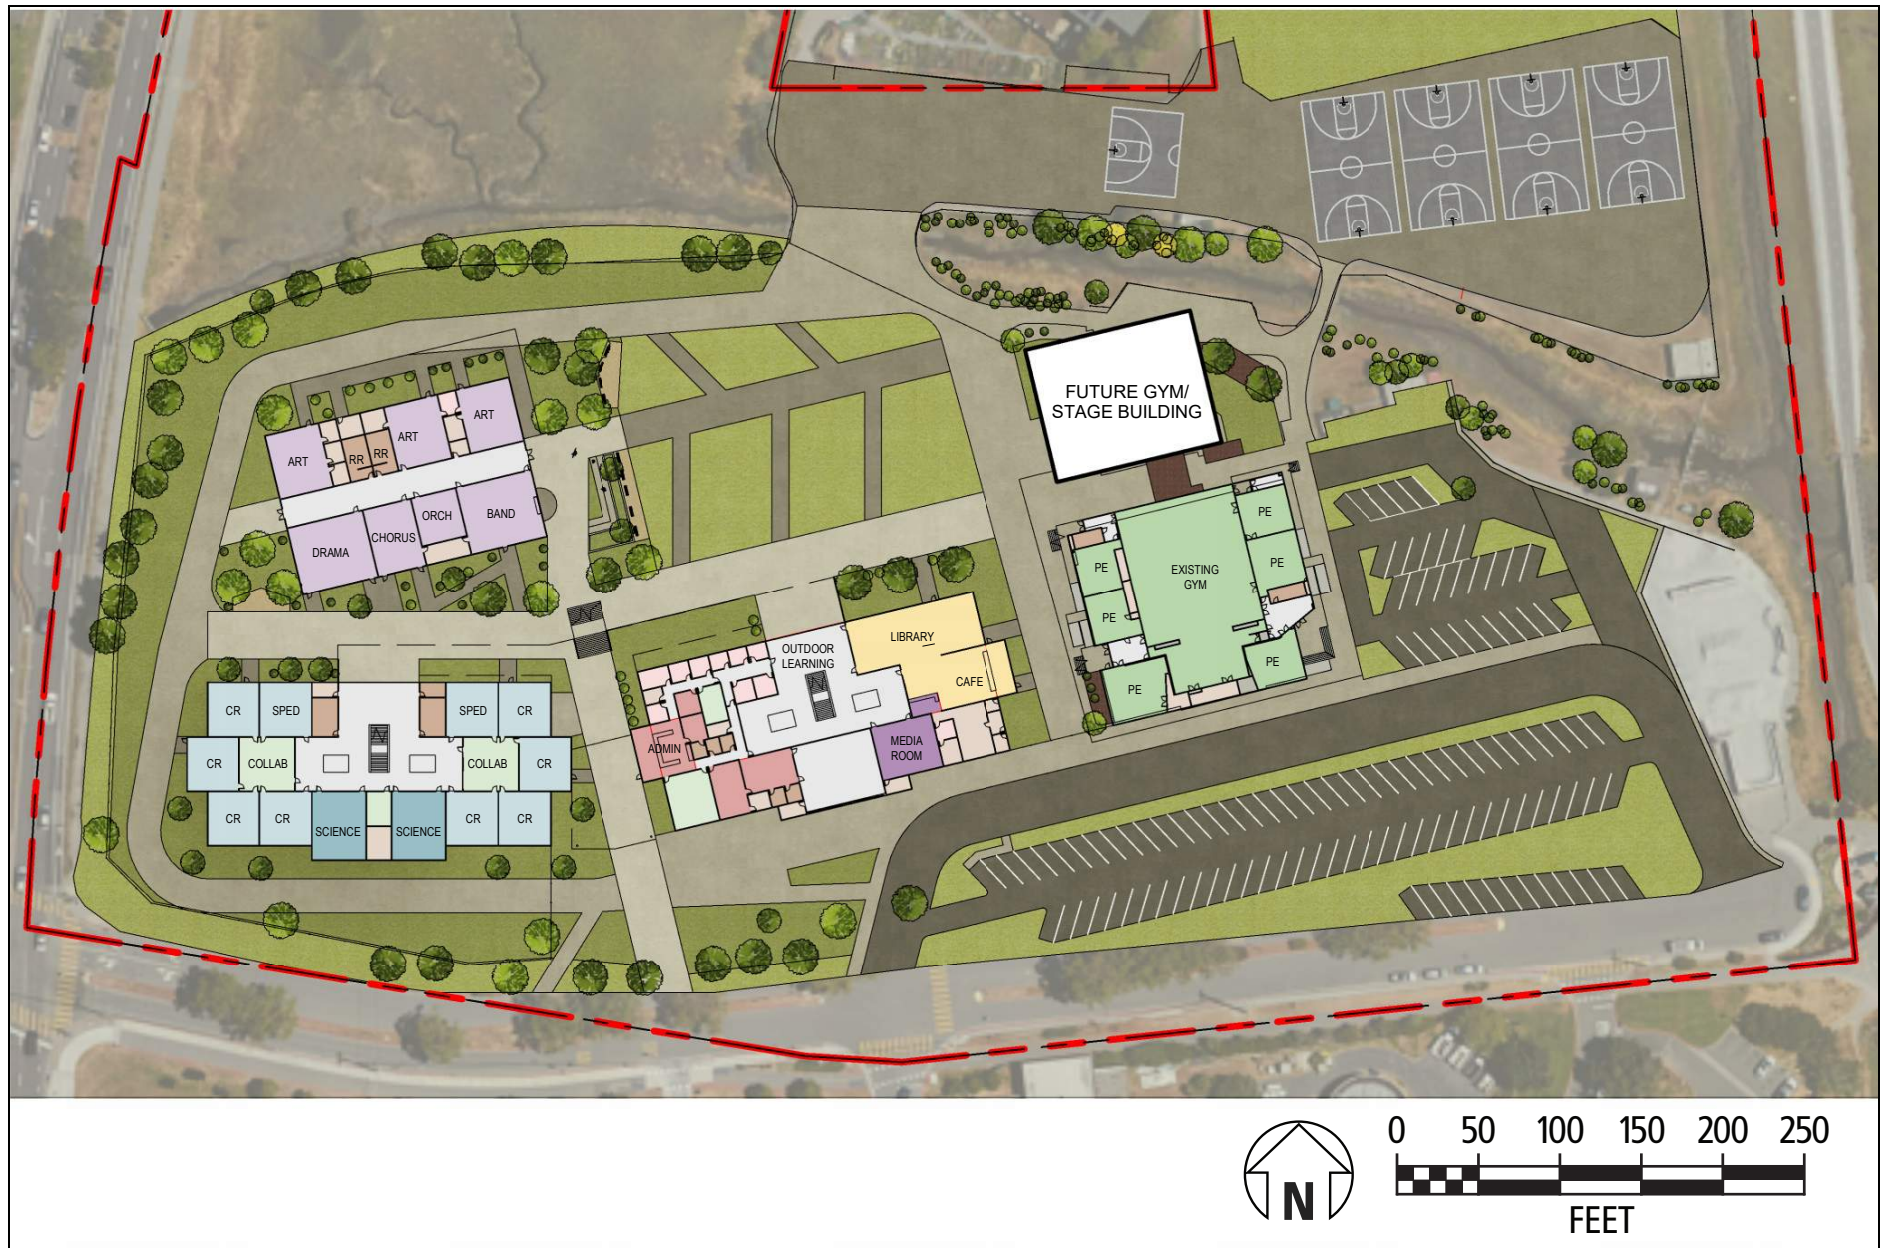 FUTURE GYM/
STAGE BUILDING
ART
ART
ART
RR
RR
DRAMA
CHORUS
ORCH
BAND
PE
PE
PE
PE
PE
PE
EXISTING
GYM
LIBRARY
OUTDOOR
LEARNING
CAFE
ADMIN
MEDIA
ROOM
CR
SPED
SPED
CR
CR
COLLAB
COLLAB
CR
CR
CR
SCIENCE
SCIENCE
CR
CR
N
0 50 100 150 200 250
FEET